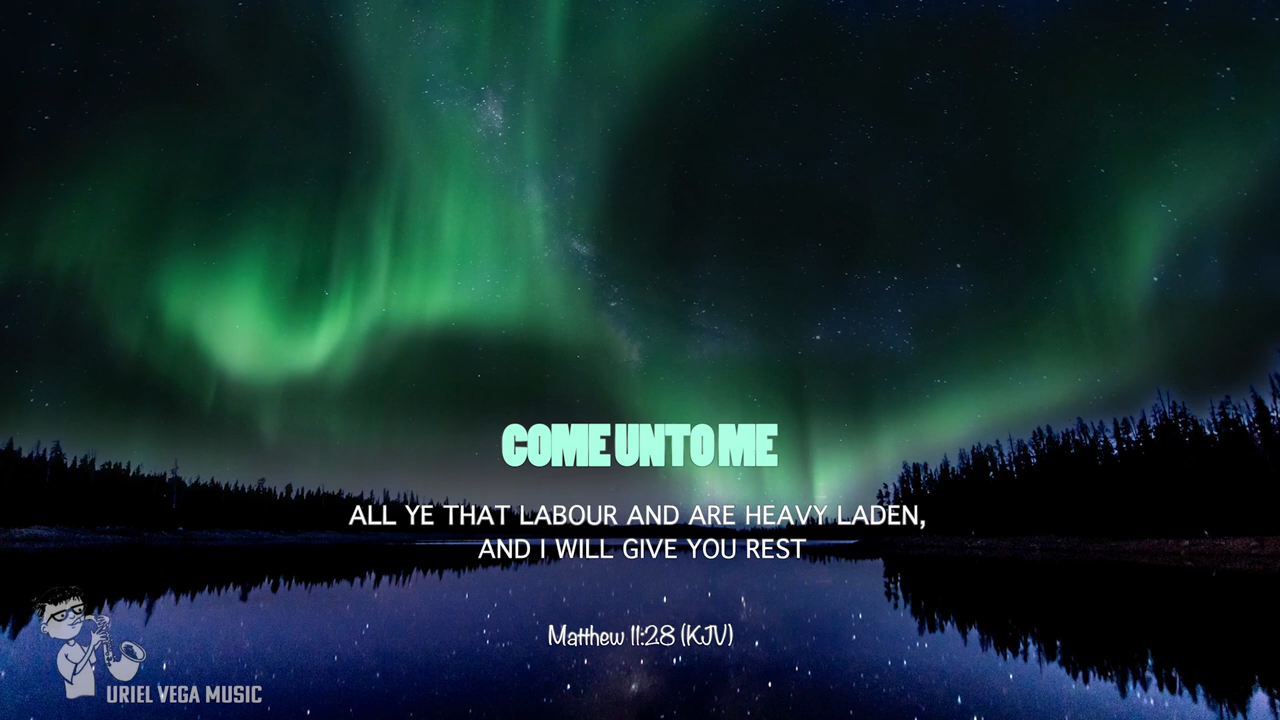 COME UNTO ME
ALL YE THAT LABOUR AND ARE HEAVY LADEN,
AND I WILL GIVE YOU REST
Matthew 11:28 (KJV)
URIEL VEGA MUSIC